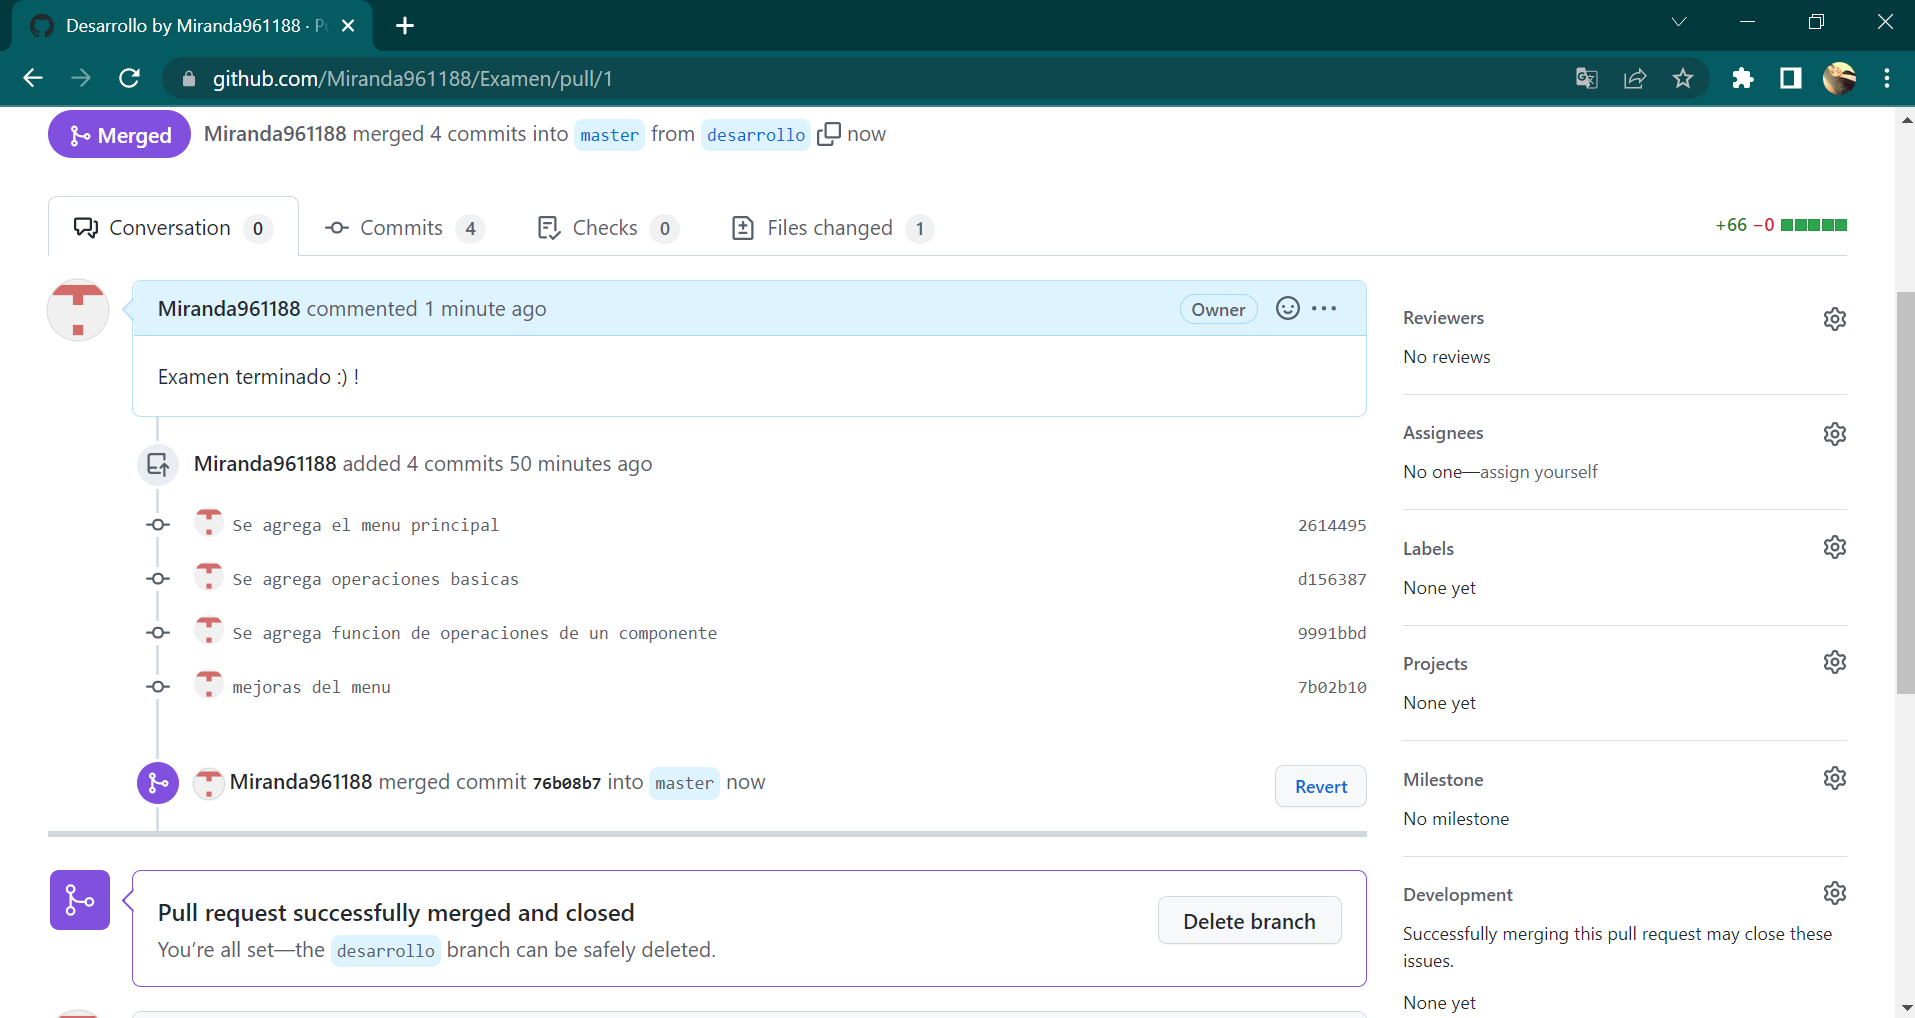 Desarrollo by Miranda961188 · Pu
github.com/Miranda961188/Examen/pull/1
Merged Miranda961188 merged 4 commits into master from desarrollo now
Conversation 0 Commits 4 Checks 0 Files changed 1 +66 −0
Miranda961188 commented 1 minute ago Owner
Examen terminado :) !
Miranda961188 added 4 commits 50 minutes ago
Se agrega el menu principal 2614495
Se agrega operaciones basicas d156387
Se agrega funcion de operaciones de un componente 9991bbd
mejoras del menu 7b02b10
Miranda961188 merged commit 76b08b7 into master now Revert
Pull request successfully merged and closed
You’re all set—the desarrollo branch can be safely deleted.
Delete branch
Reviewers
No reviews
Assignees
No one—assign yourself
Labels
None yet
Projects
None yet
Milestone
No milestone
Development
Successfully merging this pull request may close these
issues.
None yet